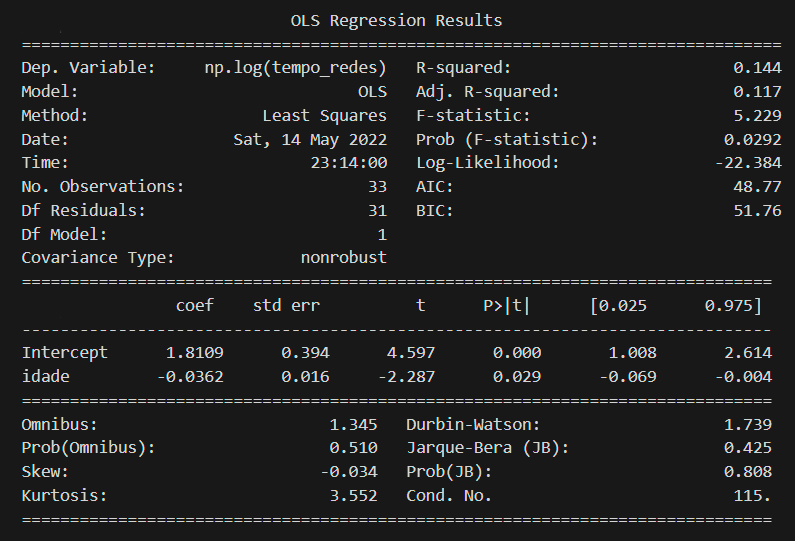 OLS Regression Results
==============================================================================
Dep. Variable:     np.log(tempo_redes)   R-squared:                       0.144
Model:                             OLS   Adj. R-squared:                  0.117
Method:                  Least Squares   F-statistic:                     5.229
Date:                 Sat, 14 May 2022   Prob (F-statistic):             0.0292
Time:                         23:14:00   Log-Likelihood:                -22.384
No. Observations:                   33   AIC:                             48.77
Df Residuals:                       31   BIC:                             51.76
Df Model:                            1
Covariance Type:             nonrobust
==============================================================================
                coef    std err          t      P>|t|      [0.025      0.975]
------------------------------------------------------------------------------
Intercept      1.8109      0.394      4.597      0.000       1.008       2.614
idade         -0.0362      0.016     -2.287      0.029      -0.069      -0.004
==============================================================================
Omnibus:                        1.345   Durbin-Watson:                   1.739
Prob(Omnibus):                  0.510   Jarque-Bera (JB):                0.425
Skew:                          -0.034   Prob(JB):                        0.808
Kurtosis:                       3.552   Cond. No.                         115.
==============================================================================